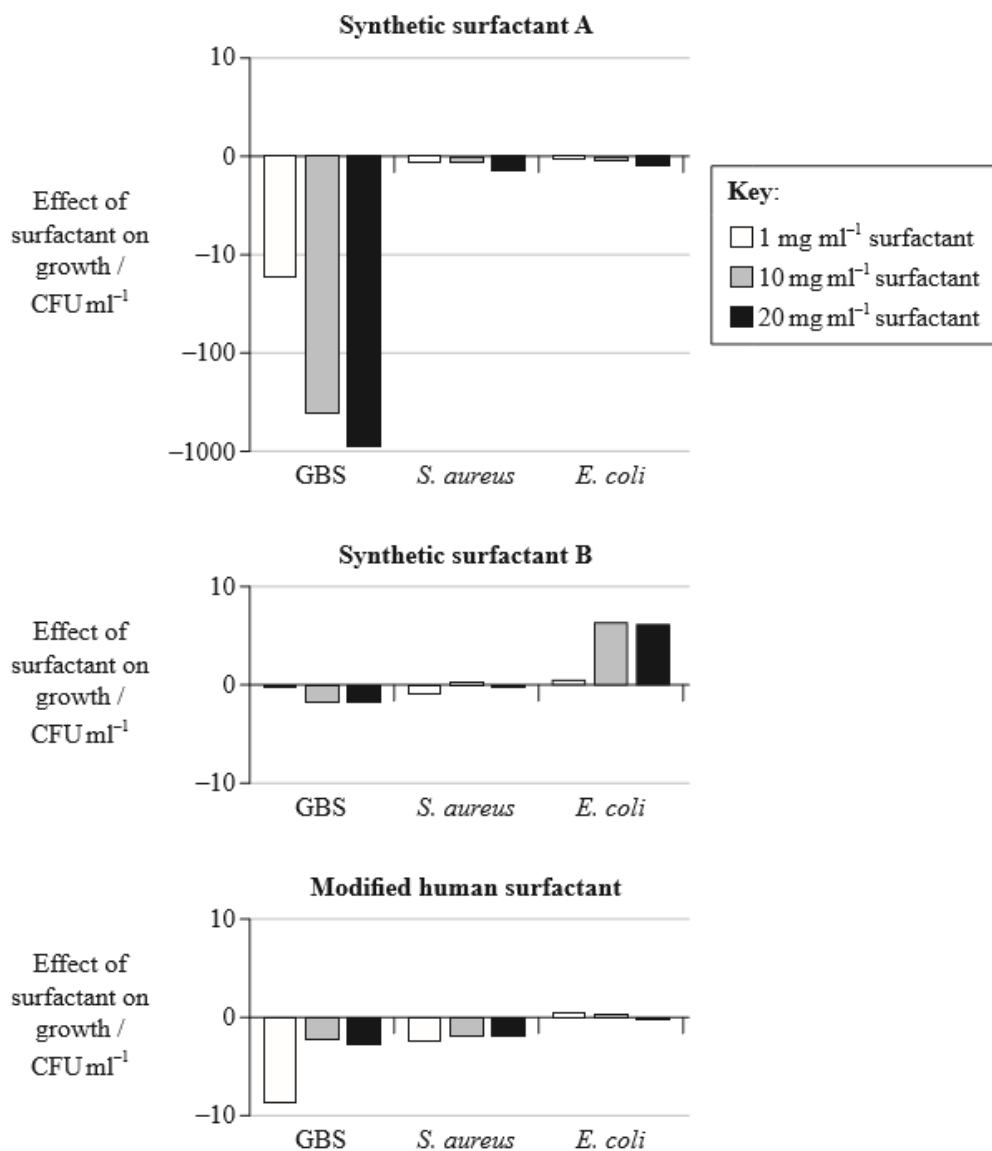 Synthetic surfactant A
10
0
Effect of
surfactant on
growth /
CFU ml⁻¹
–10
–100
–1000
GBS S. aureus E. coli
Key:
1 mg ml⁻¹ surfactant
10 mg ml⁻¹ surfactant
20 mg ml⁻¹ surfactant
Synthetic surfactant B
10
Effect of
surfactant on
growth /
CFU ml⁻¹
0
–10
GBS S. aureus E. coli
Modified human surfactant
10
Effect of
surfactant on
growth /
CFU ml⁻¹
0
–10
GBS S. aureus E. coli